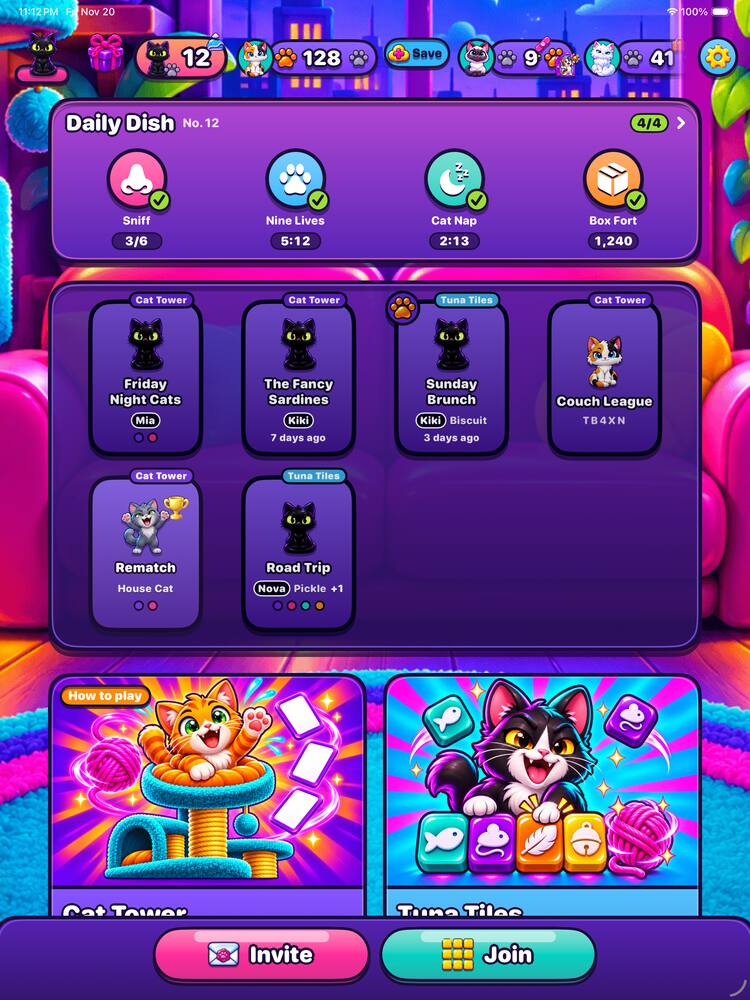 11:12 PM Fri Nov 20
100%
12
128
Save
9
41
Daily Dish No. 12
4/4
Sniff
3/6
Nine Lives
5:12
Cat Nap
2:13
Box Fort
1,240
Cat Tower
Friday
Night Cats
Mia
Cat Tower
The Fancy
Sardines
Kiki
7 days ago
Tuna Tiles
Sunday
Brunch
Kiki Biscuit
3 days ago
Cat Tower
Couch League
TB4XN
Cat Tower
Rematch
House Cat
Tuna Tiles
Road Trip
Nova Pickle +1
How to play
Cat Tower
Tuna Tiles
Invite
Join